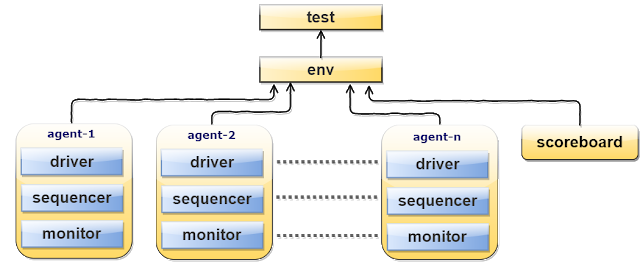 test
env
agent-1
driver
sequencer
monitor
agent-2
driver
sequencer
monitor
agent-n
driver
sequencer
monitor
scoreboard